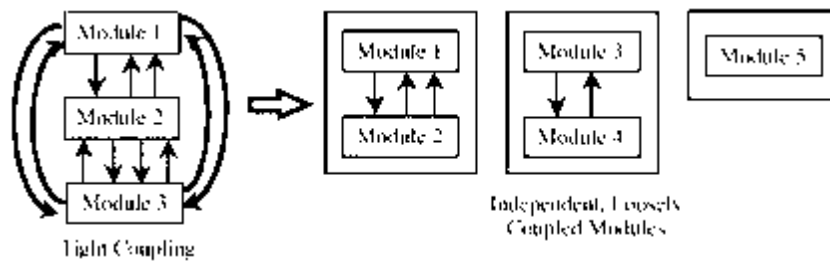 Module 1
Module 2
Module 3
Tight Coupling
Module 1
Module 2
Module 3
Module 4
Independent, Loosely
Coupled Modules
Module 5